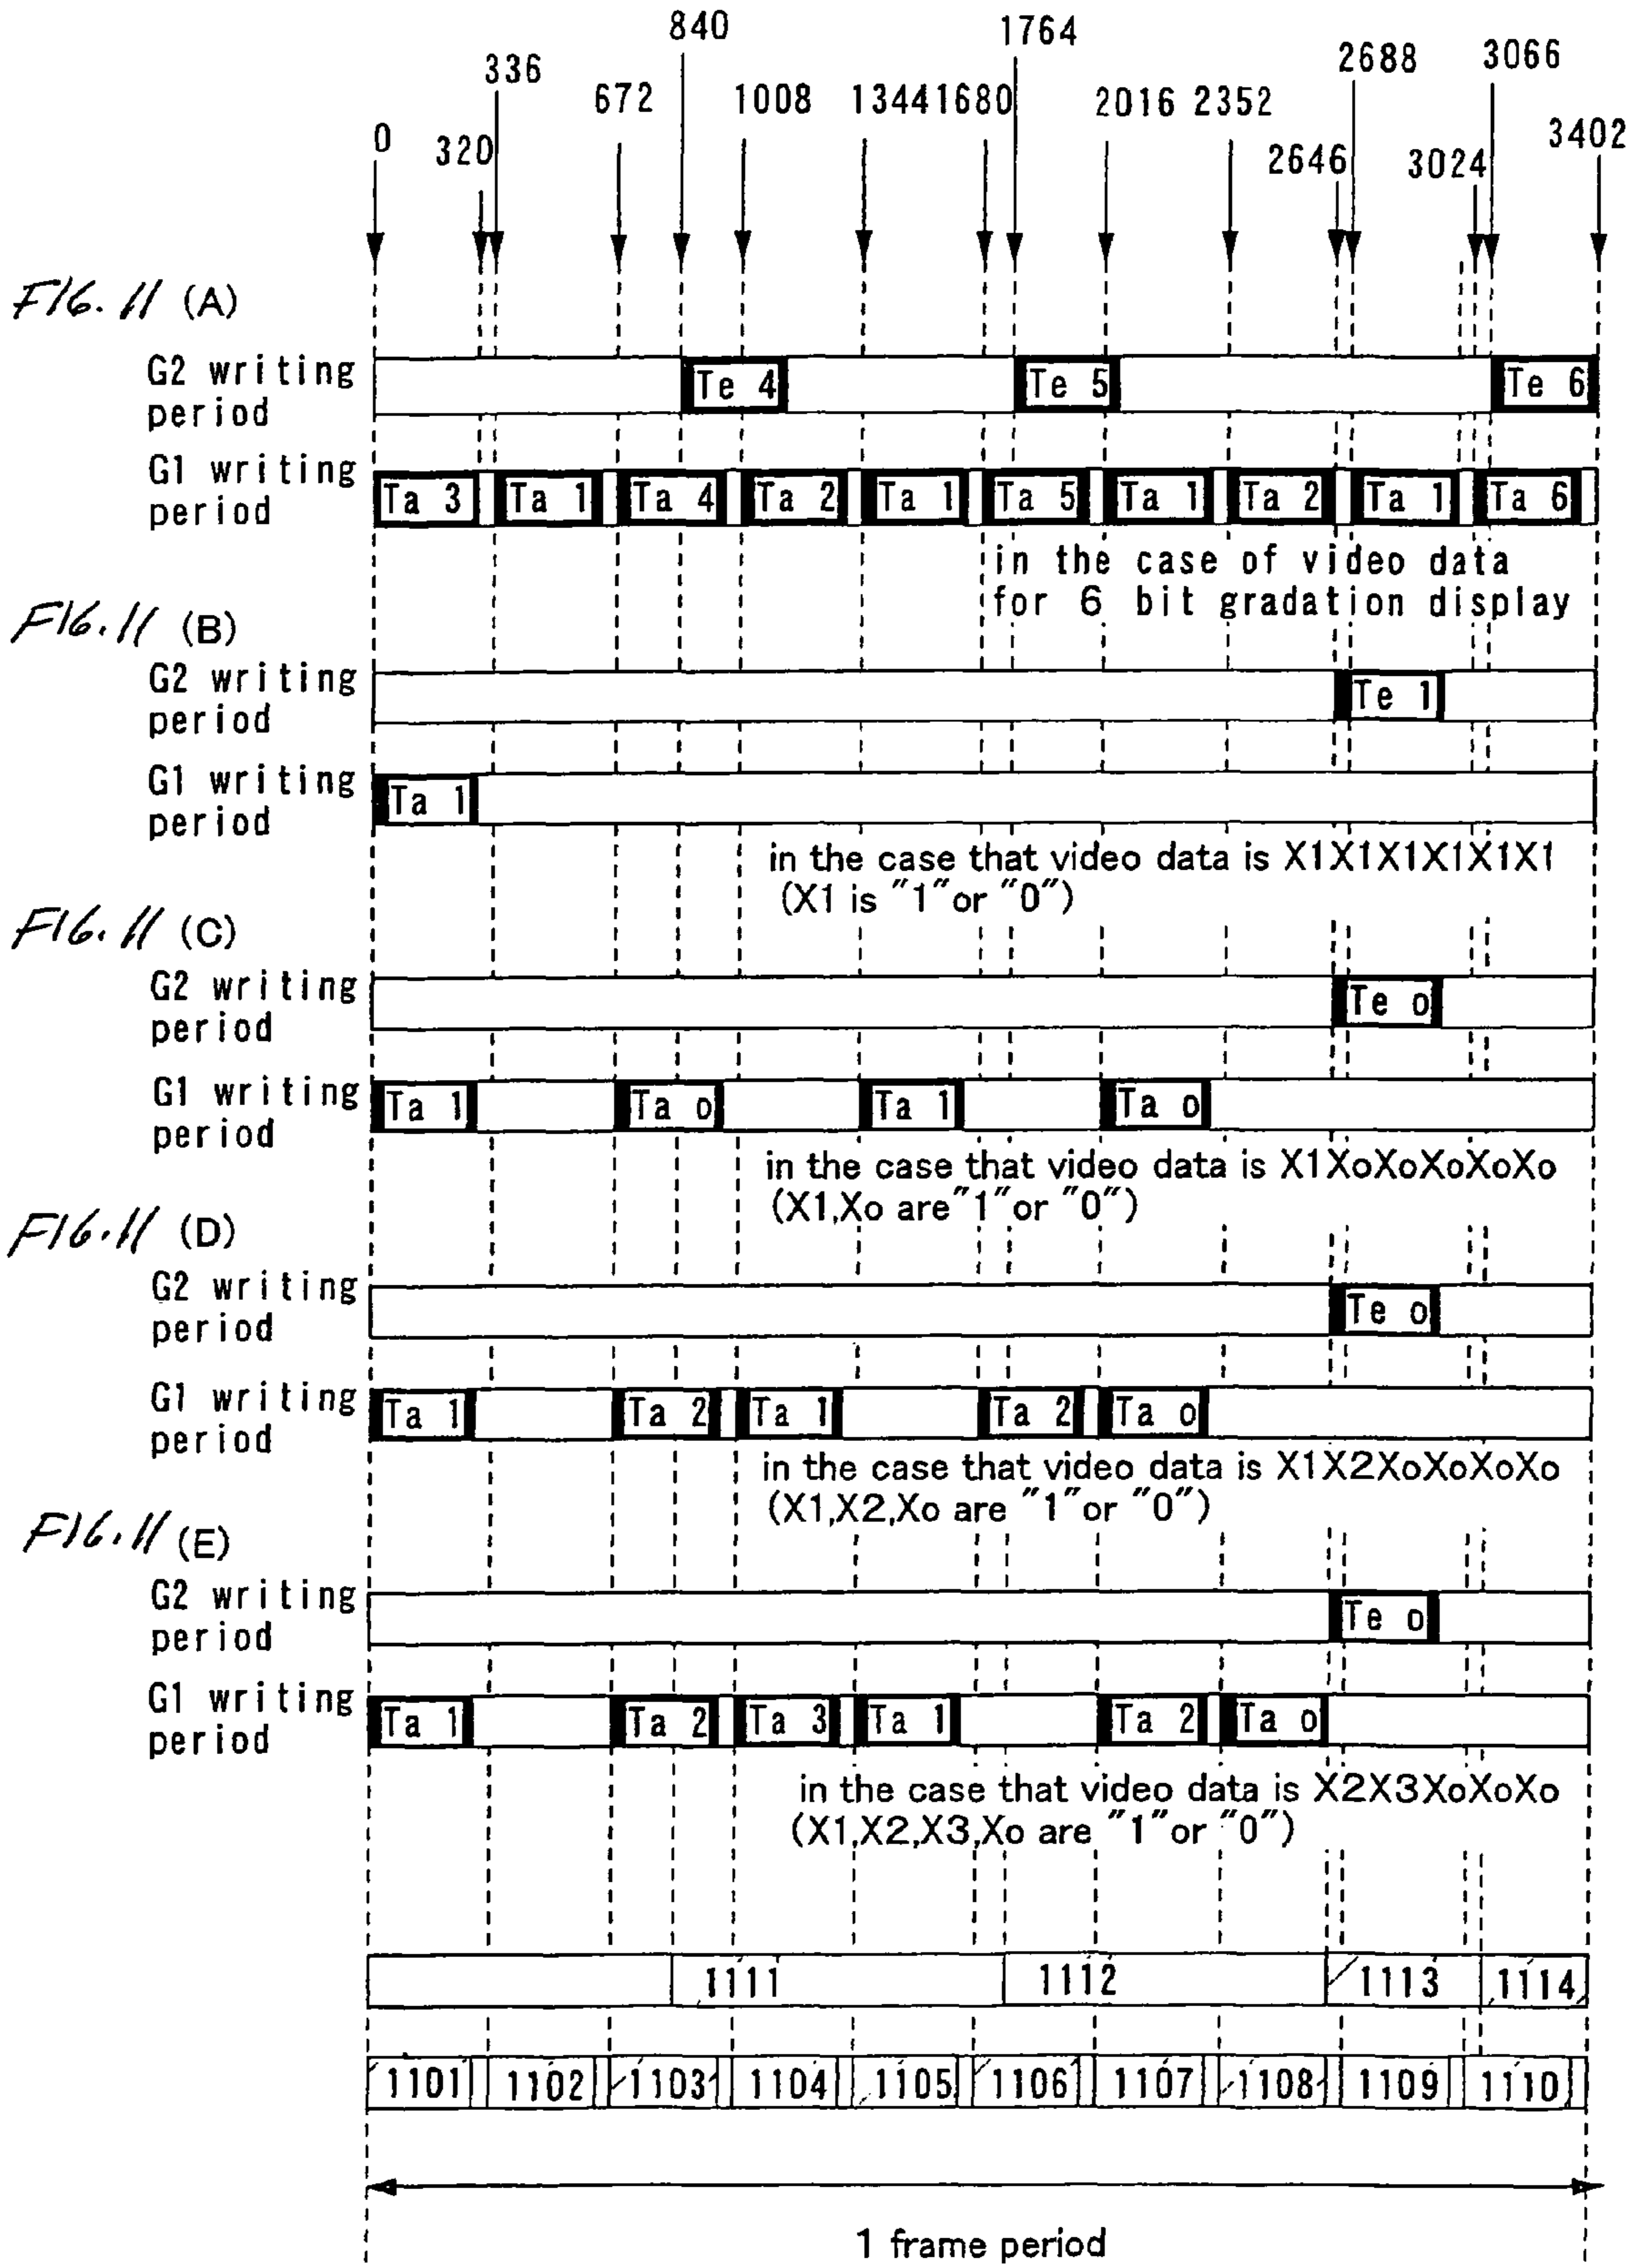 840
1764
336
2688
3066
672
1008
1344
1680
2016
2352
0
320
2646
3024
3402
FIG. 11 (A)
G2 writing
period
Te 4
Te 5
Te 6
G1 writing
period
Ta 3
Ta 1
Ta 4
Ta 2
Ta 1
Ta 5
Ta 1
Ta 2
Ta 1
Ta 6
in the case of video data
for 6 bit gradation display
FIG. 11 (B)
G2 writing
period
Te 1
G1 writing
period
Ta 1
in the case that video data is X1X1X1X1X1X1
(X1 is "1"or "0")
FIG. 11 (C)
G2 writing
period
Te o
G1 writing
period
Ta 1
Ta o
Ta 1
Ta o
in the case that video data is X1XoXoXoXoXo
(X1,Xo are"1"or "0")
FIG. 11 (D)
G2 writing
period
Te o
G1 writing
period
Ta 1
Ta 2
Ta 1
Ta 2
Ta o
in the case that video data is X1X2XoXoXoXo
(X1,X2,Xo are "1"or "0")
FIG. 11 (E)
G2 writing
period
Te o
G1 writing
period
Ta 1
Ta 2
Ta 3
Ta 1
Ta 2
Ta o
in the case that video data is X2X3XoXoXo
(X1,X2,X3,Xo are "1"or "0")
1111
1112
1113
1114
1101
1102
1103
1104
1105
1106
1107
1108
1109
1110
1 frame period